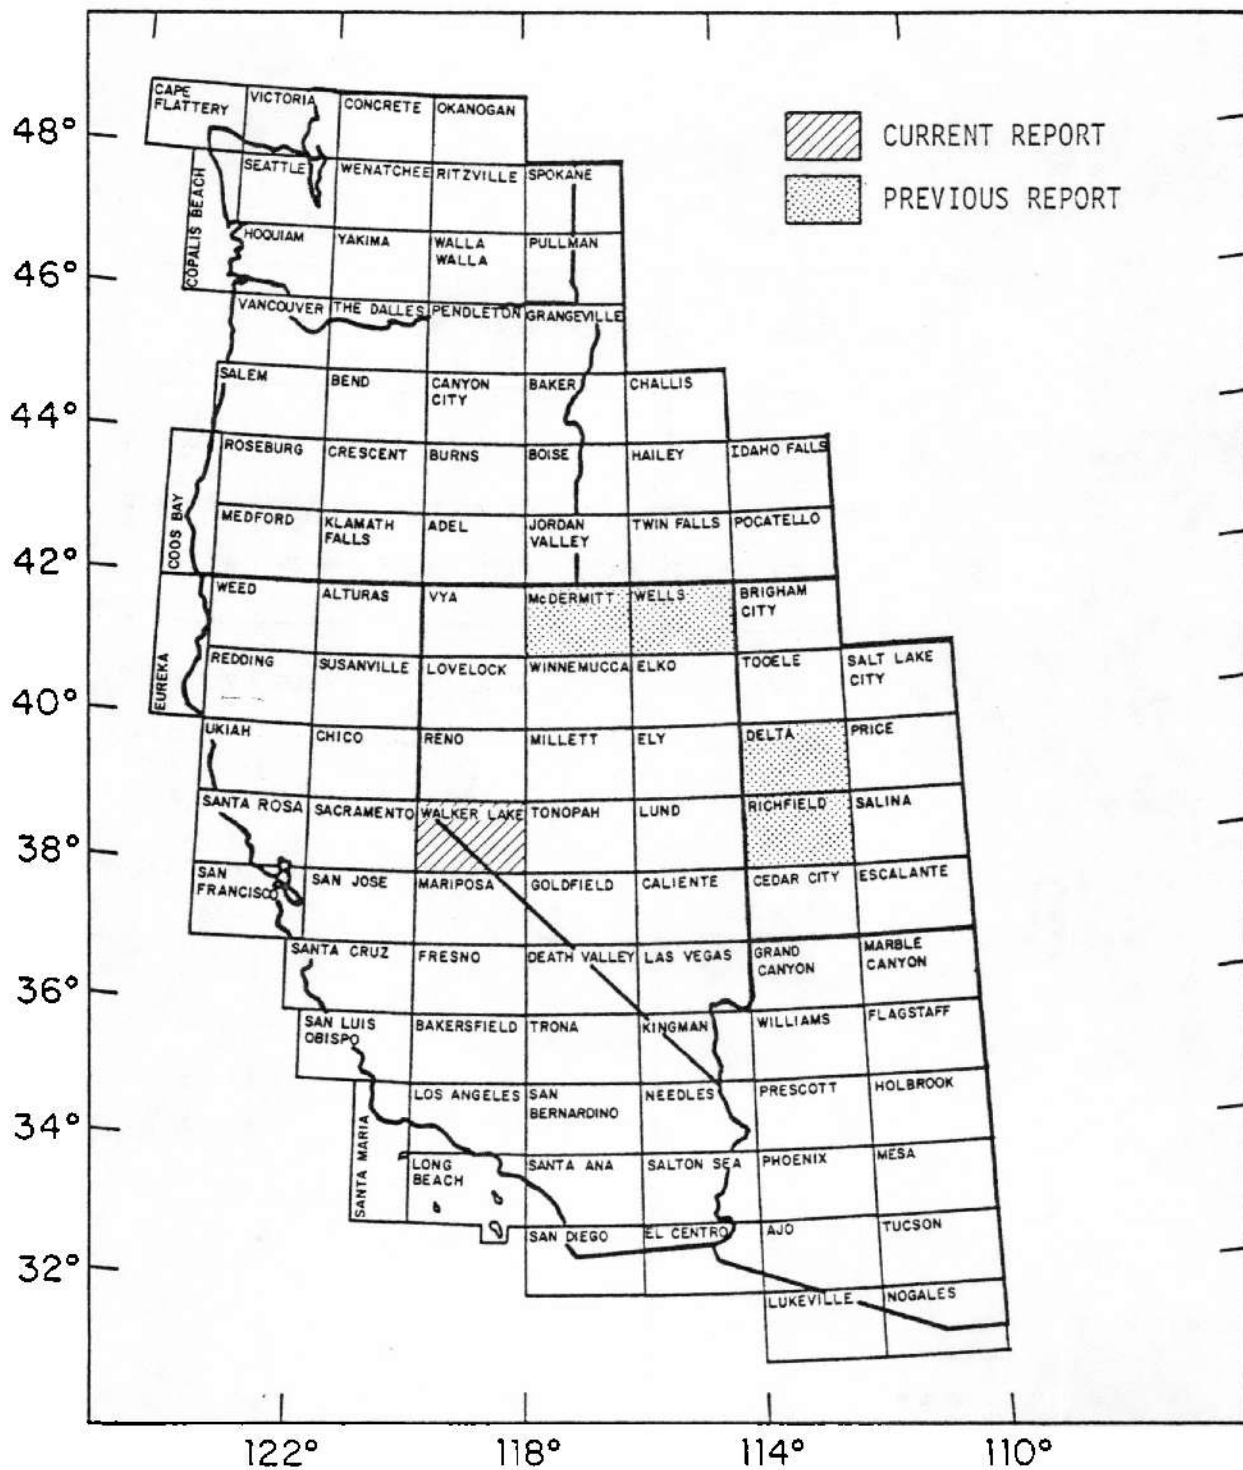 CAPE
FLATTERY
VICTORIA
CONCRETE
OKANOGAN
CURRENT REPORT
PREVIOUS REPORT
48°
COPALIS BEACH
SEATTLE
WENATCHEE
RITZVILLE
SPOKANE
HOQUIAM
YAKIMA
WALLA
WALLA
PULLMAN
46°
VANCOUVER
THE DALLES
PENDLETON
GRANGEVILLE
SALEM
BEND
CANYON
CITY
BAKER
CHALLIS
44°
COOS BAY
ROSEBURG
CRESCENT
BURNS
BOISE
HAILEY
IDAHO FALLS
MEDFORD
KLAMATH
FALLS
ADEL
JORDAN
VALLEY
TWIN FALLS
POCATELLO
42°
EUREKA
WEED
ALTURAS
VYA
McDERMITT
WELLS
BRIGHAM
CITY
REDDING
SUSANVILLE
LOVELOCK
WINNEMUCCA
ELKO
TOOELE
SALT LAKE
CITY
40°
UKIAH
CHICO
RENO
MILLETT
ELY
DELTA
PRICE
SANTA ROSA
SACRAMENTO
WALKER LAKE
TONOPAH
LUND
RICHFIELD
SALINA
38°
SAN
FRANCISCO
SAN JOSE
MARIPOSA
GOLDFIELD
CALIENTE
CEDAR CITY
ESCALANTE
SANTA CRUZ
FRESNO
DEATH VALLEY
LAS VEGAS
GRAND
CANYON
MARBLE
CANYON
36°
SAN LUIS
OBISPO
BAKERSFIELD
TRONA
KINGMAN
WILLIAMS
FLAGSTAFF
SANTA MARIA
LOS ANGELES
SAN
BERNARDINO
NEEDLES
PRESCOTT
HOLBROOK
34°
LONG
BEACH
SANTA ANA
SALTON SEA
PHOENIX
MESA
SAN DIEGO
EL CENTRO
AJO
TUCSON
32°
LUKEVILLE
NOGALES
122°
118°
114°
110°